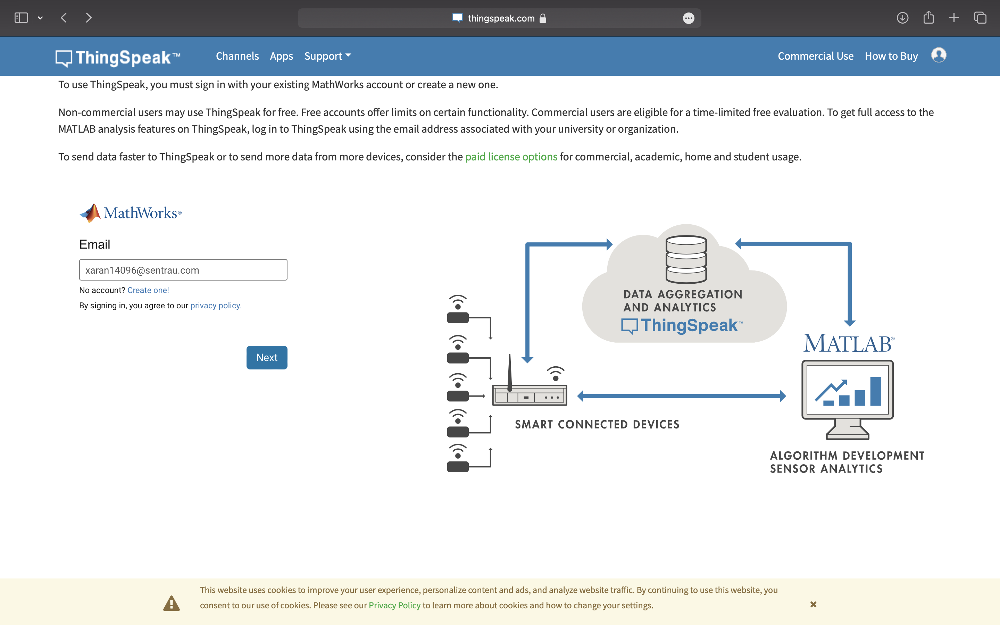 thingspeak.com
ThingSpeak™ Channels Apps Support Commercial Use How to Buy
To use ThingSpeak, you must sign in with your existing MathWorks account or create a new one.
Non-commercial users may use ThingSpeak for free. Free accounts offer limits on certain functionality. Commercial users are eligible for a time-limited free evaluation. To get full access to the
MATLAB analysis features on ThingSpeak, log in to ThingSpeak using the email address associated with your university or organization.
To send data faster to ThingSpeak or to send more data from more devices, consider the paid license options for commercial, academic, home and student usage.
MathWorks®
Email
xaran14096@sentrau.com
No account? Create one!
By signing in, you agree to our privacy policy.
Next
DATA AGGREGATION
AND ANALYTICS
ThingSpeak™
MATLAB®
SMART CONNECTED DEVICES
ALGORITHM DEVELOPMENT
SENSOR ANALYTICS
This website uses cookies to improve your user experience, personalize content and ads, and analyze website traffic. By continuing to use this website, you
consent to our use of cookies. Please see our Privacy Policy to learn more about cookies and how to change your settings.